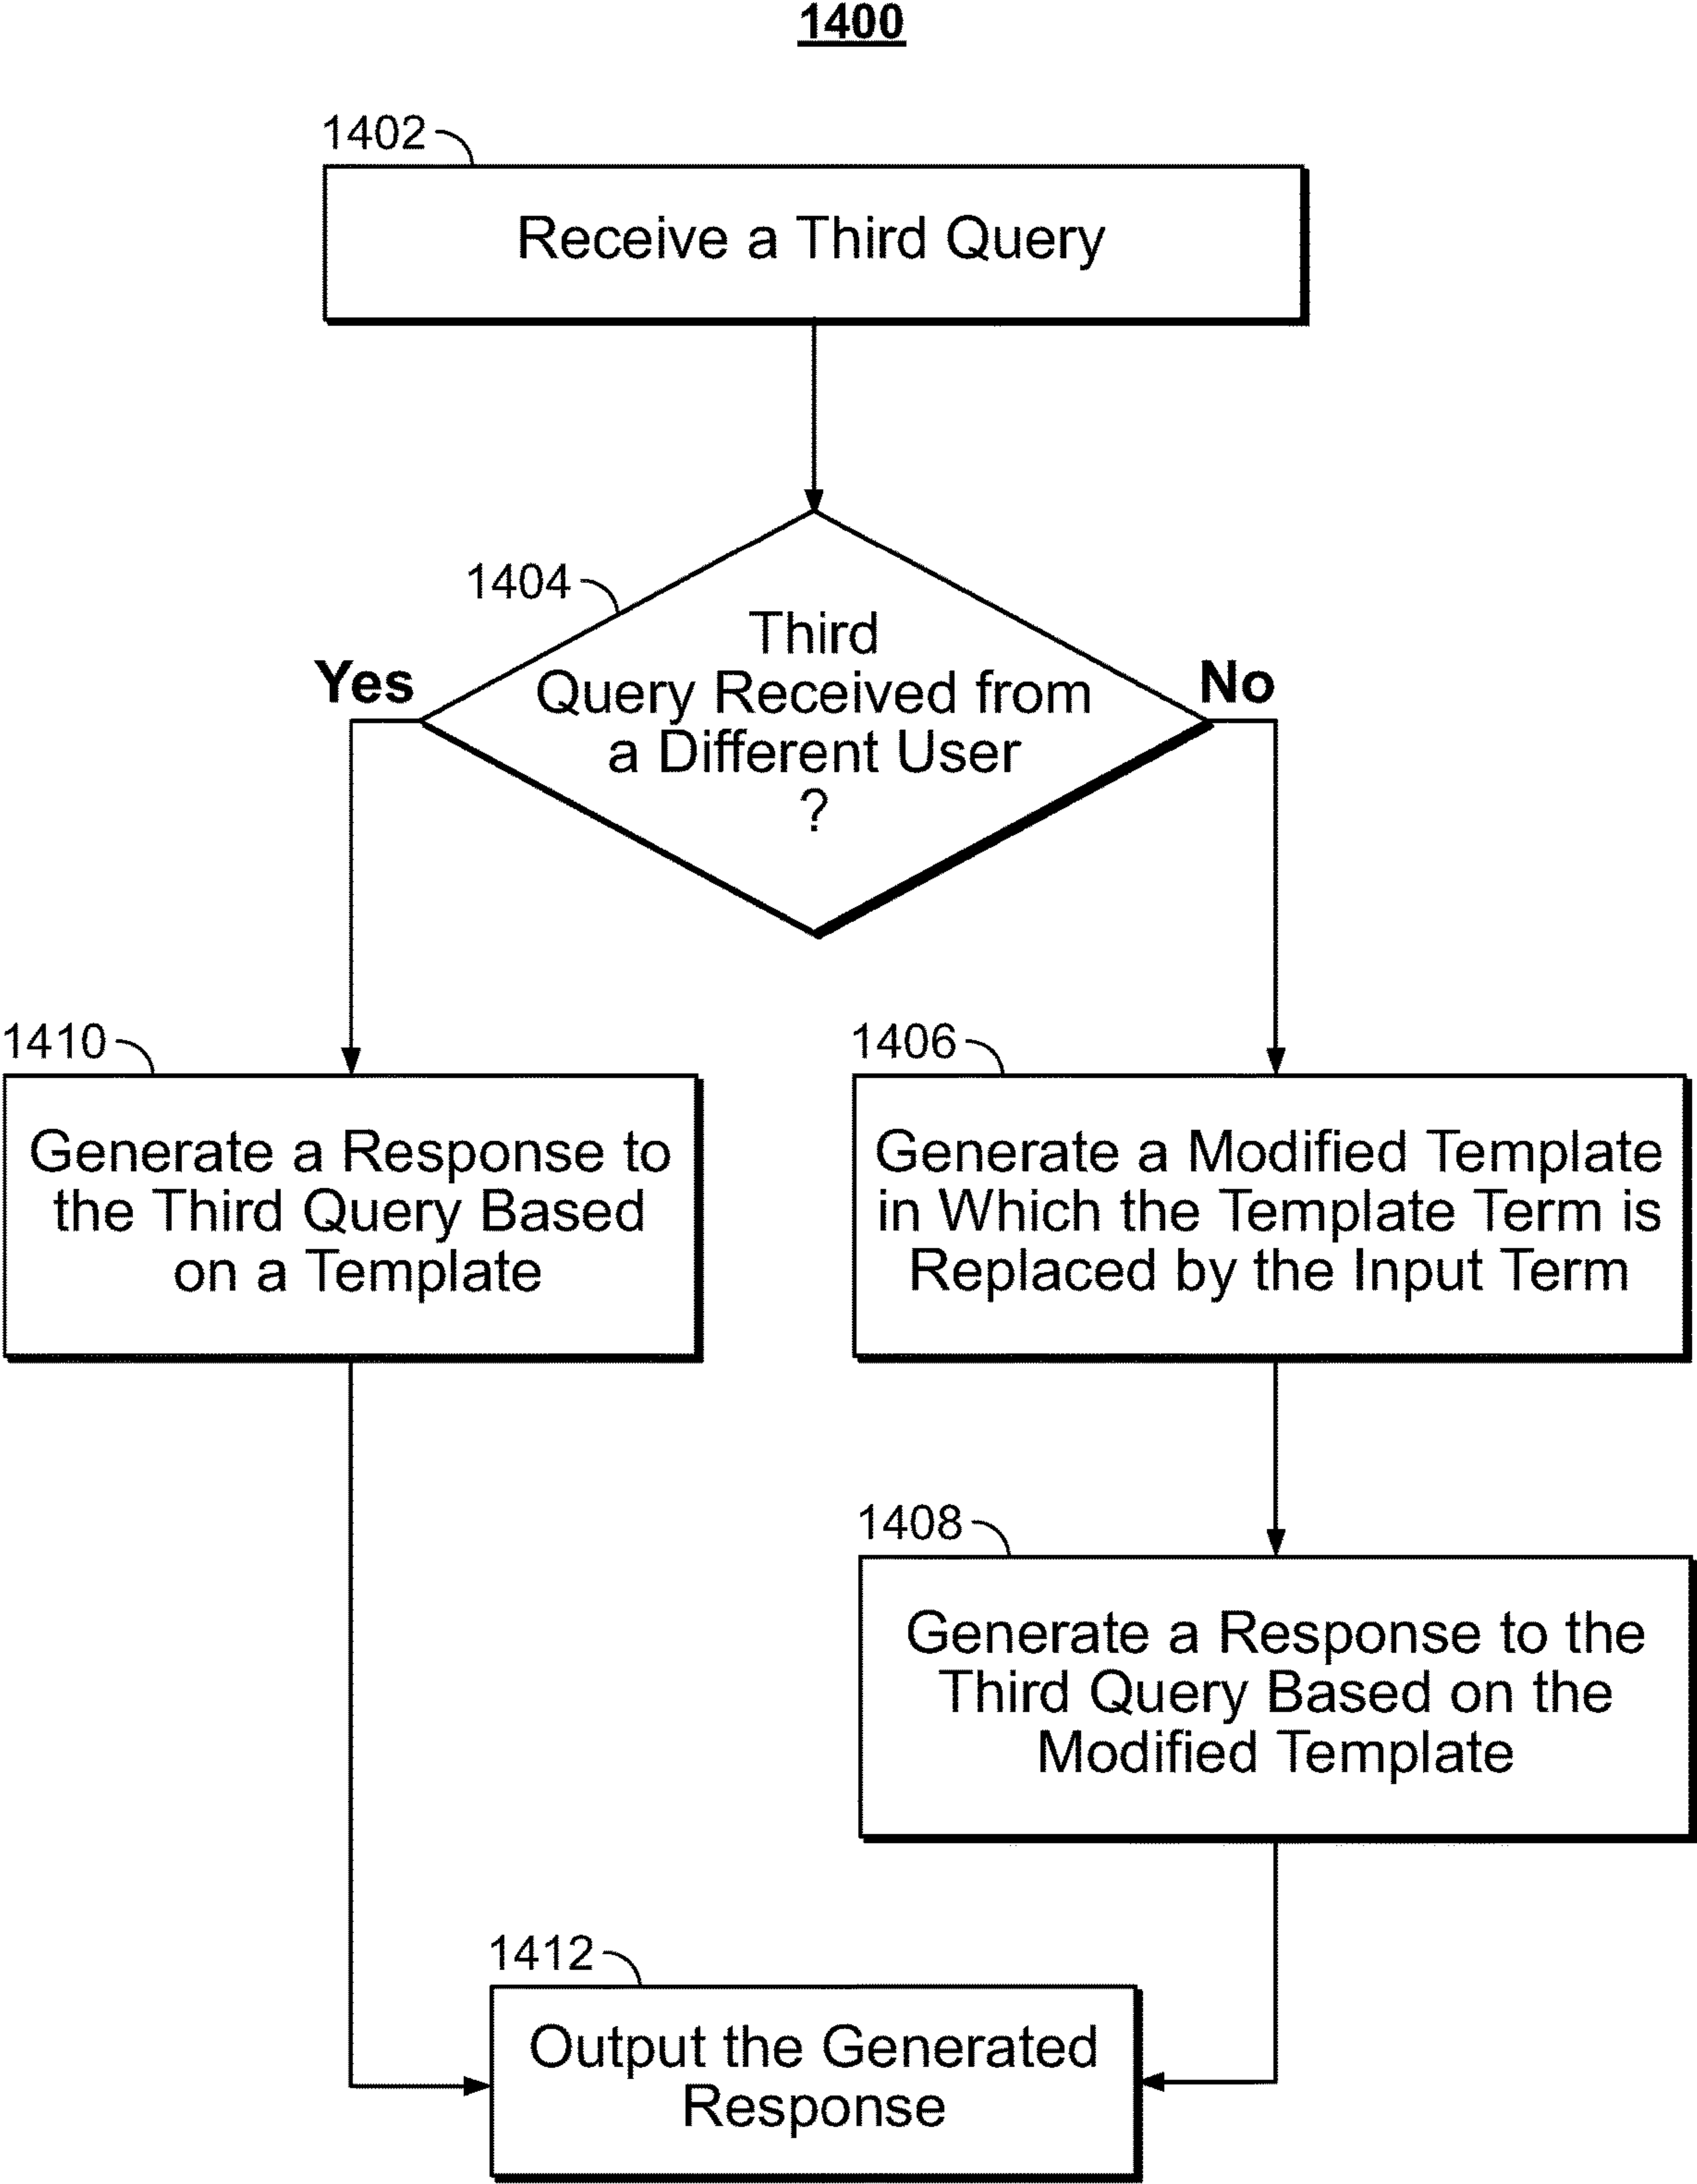 1400
1402
Receive a Third Query
1404
Third
Query Received from
a Different User
?
Yes
No
1410
Generate a Response to
the Third Query Based
on a Template
1406
Generate a Modified Template
in Which the Template Term is
Replaced by the Input Term
1408
Generate a Response to the
Third Query Based on the
Modified Template
1412
Output the Generated
Response